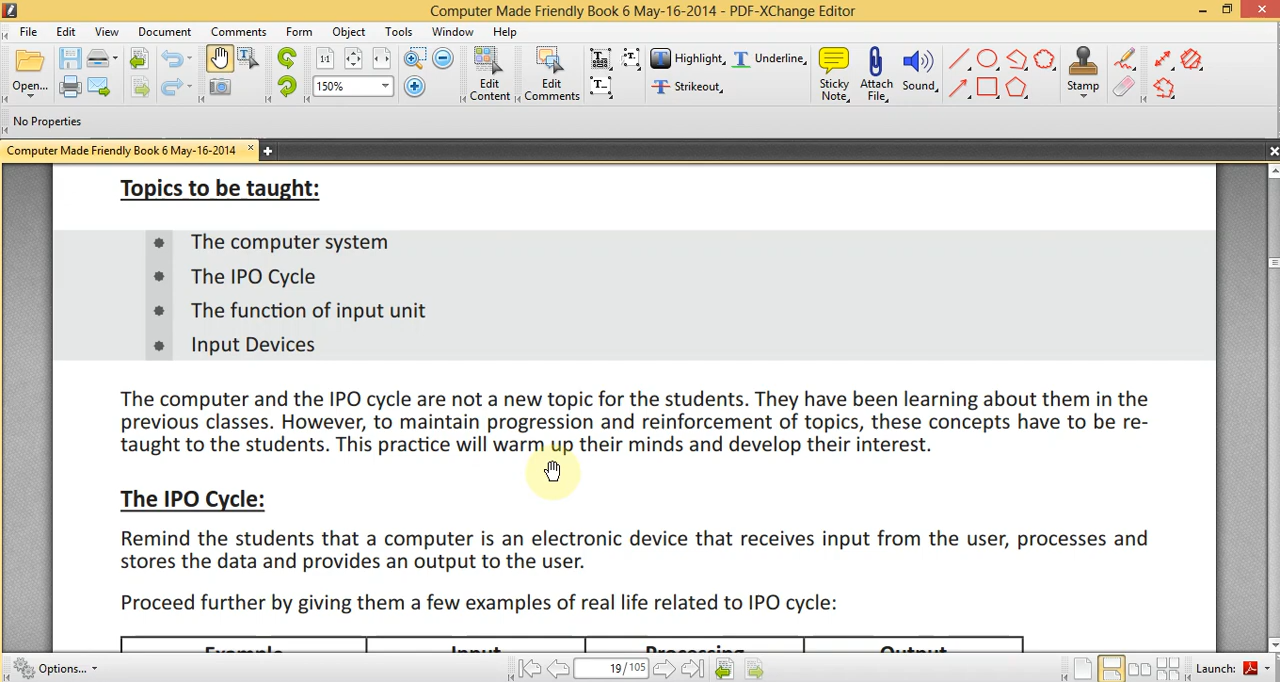 Computer Made Friendly Book 6 May-16-2014 - PDF-XChange Editor
File Edit View Document Comments Form Object Comments Tools Window Help
Open...
1:1
150%
Edit Content
Edit Comments
Highlight
Underline
Strikeout
Sticky Note
Attach File
Sound
Stamp
No Properties
Computer Made Friendly Book 6 May-16-2014
Topics to be taught:
The computer system
The IPO Cycle
The function of input unit
Input Devices
The computer and the IPO cycle are not a new topic for the students. They have been learning about them in the
previous classes. However, to maintain progression and reinforcement of topics, these concepts have to be re-
taught to the students. This practice will warm up their minds and develop their interest.
The IPO Cycle:
Remind the students that a computer is an electronic device that receives input from the user, processes and
stores the data and provides an output to the user.
Proceed further by giving them a few examples of real life related to IPO cycle:
Example Input Processing Output
Options...
19/105
Launch: